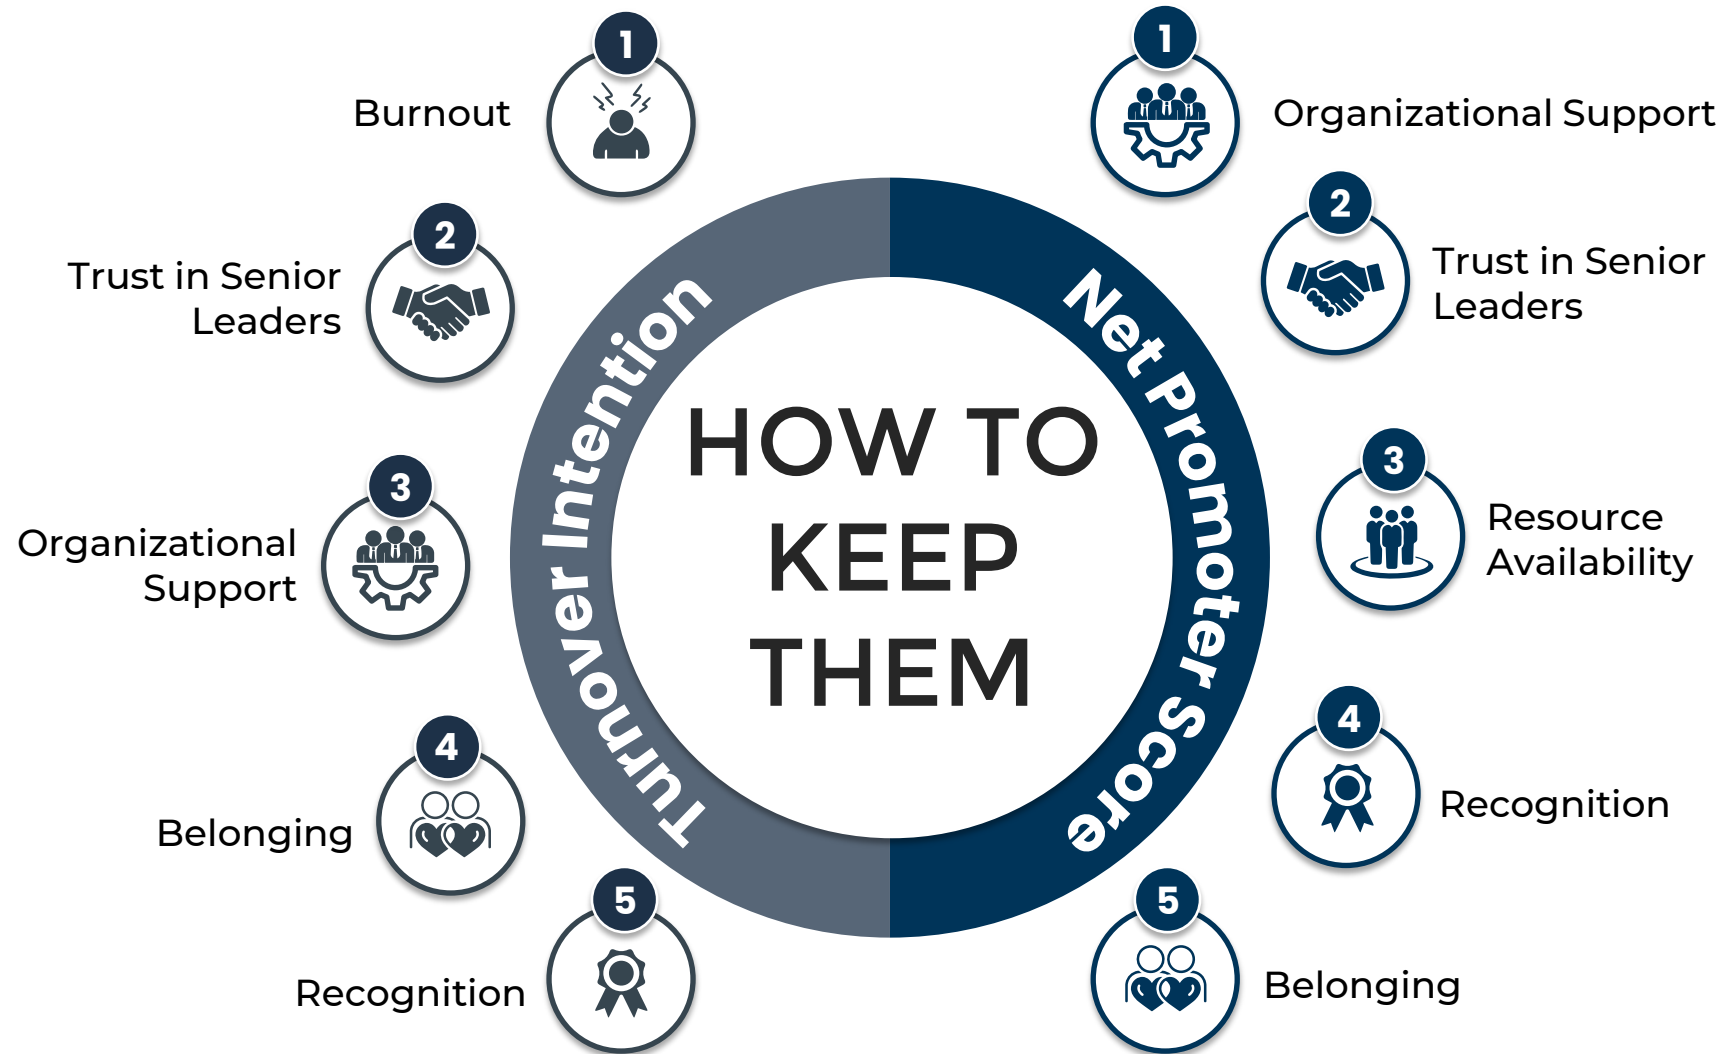 HOW TO
KEEP
THEM
Turnover Intention
1
Burnout
2
Trust in Senior
Leaders
3
Organizational
Support
4
Belonging
5
Recognition
Net Promoter Score
1
Organizational Support
2
Trust in Senior
Leaders
3
Resource
Availability
4
Recognition
5
Belonging